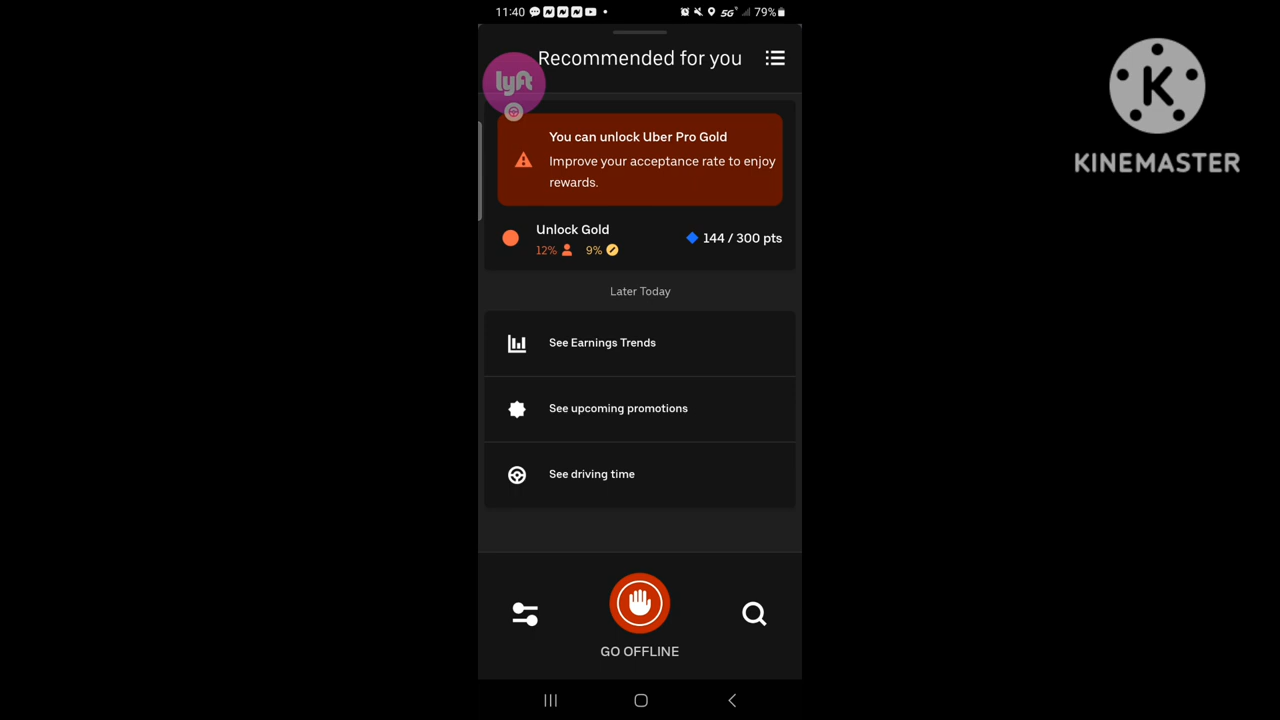 11:40
5G
79%
Recommended for you
lyft
You can unlock Uber Pro Gold
Improve your acceptance rate to enjoy
rewards.
Unlock Gold
144 / 300 pts
12%
9%
Later Today
See Earnings Trends
See upcoming promotions
See driving time
GO OFFLINE
K
KINEMASTER